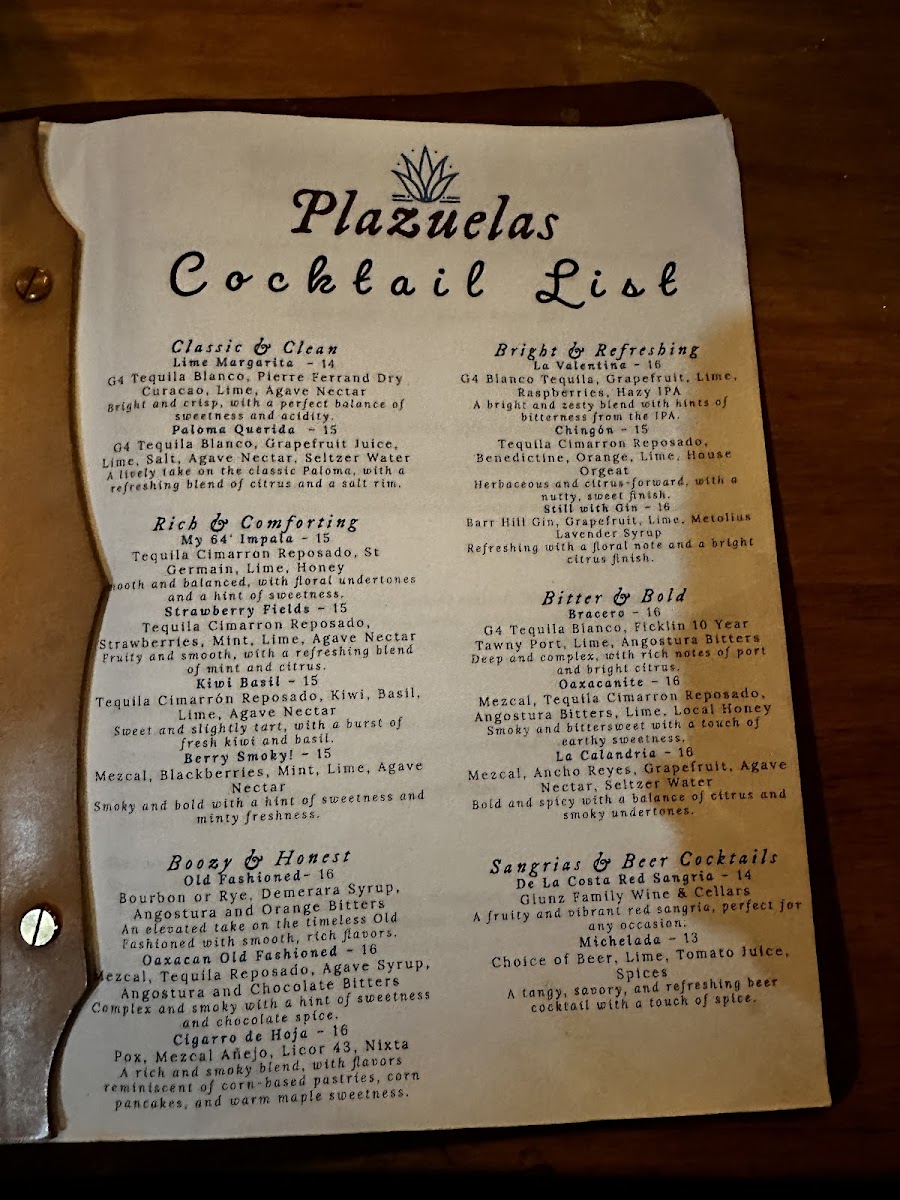 Plazuelas
Cocktail List
Classic & Clean
Lime Margarita - 14
G4 Tequila Blanco, Pierre Ferrand Dry
Curacao, Lime, Agave Nectar
Bright and crisp, with a perfect balance of
sweetness and acidity.
Paloma Querida - 15
G4 Tequila Blanco, Grapefruit Juice,
Lime, Salt, Agave Nectar, Seltzer Water
A lively take on the classic Paloma, with a
refreshing blend of citrus and a salt rim.
Rich & Comforting
My 64' Impala - 15
Tequila Cimarron Reposado, St
Germain, Lime, Honey
ooth and balanced, with floral undertones
and a hint of sweetness.
Strawberry Fields - 15
Tequila Cimarron Reposado,
Strawberries, Mint, Lime, Agave Nectar
Fruity and smooth, with a refreshing blend
of mint and citrus.
Kiwi Basil - 15
Tequila Cimarrón Reposado, Kiwi, Basil,
Lime, Agave Nectar
Sweet and slightly tart, with a burst of
fresh kiwi and basil.
Berry Smoky! - 15
Mezcal, Blackberries, Mint, Lime, Agave
Nectar
Smoky and bold with a hint of sweetness and
minty freshness.
Boozy & Honest
Old Fashioned- 16
Bourbon or Rye, Demerara Syrup,
Angostura and Orange Bitters
An elevated take on the timeless Old
Fashioned with smooth, rich flavors.
Oaxacan Old Fashioned - 16
Mezcal, Tequila Reposado, Agave Syrup,
Angostura and Chocolate Bitters
Complex and smoky with a hint of sweetness
and chocolate spice.
Cigarro de Hoja - 16
Pox, Mezcal Añejo, Licor 43, Nixta
A rich and smoky blend, with flavors
reminiscent of corn-based pastries, corn
pancakes, and warm maple sweetness.
Bright & Refreshing
La Valentina - 16
G4 Blanco Tequila, Grapefruit, Lime,
Raspberries, Hazy IPA
A bright and zesty blend with hints of
bitterness from the IPA.
Chingón - 15
Tequila Cimarron Reposado,
Benedictine, Orange, Lime, House
Orgeat
Herbaceous and citrus-forward, with a
nutty, sweet finish.
Still with Gin - 16
Barr Hill Gin, Grapefruit, Lime, Metolius
Lavender Syrup
Refreshing with a floral note and a bright
citrus finish.
Bitter & Bold
Bracero - 16
G4 Tequila Blanco, Ficklin 10 Year
Tawny Port, Lime, Angostura Bitters
Deep and complex, with rich notes of port
and bright citrus.
Oaxacanite - 16
Mezcal, Tequila Cimarron Reposado,
Angostura Bitters, Lime, Local Honey
Smoky and bittersweet with a touch of
earthy sweetness.
La Calandria - 16
Mezcal, Ancho Reyes, Grapefruit, Agave
Nectar, Seltzer Water
Bold and spicy with a balance of citrus and
smoky undertones.
Sangrias & Beer Cocktails
De La Costa Red Sangria - 14
Glunz Family Wine & Cellars
A fruity and vibrant red sangria, perfect for
any occasion.
Michelada - 13
Choice of Beer, Lime, Tomato Juice,
Spices
A tangy, savory, and refreshing beer
cocktail with a touch of spice.